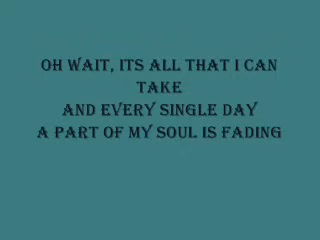 OH WAIT, ITS ALL THAT I CAN
TAKE
AND EVERY SINGLE DAY
A PART OF MY SOUL IS FADING